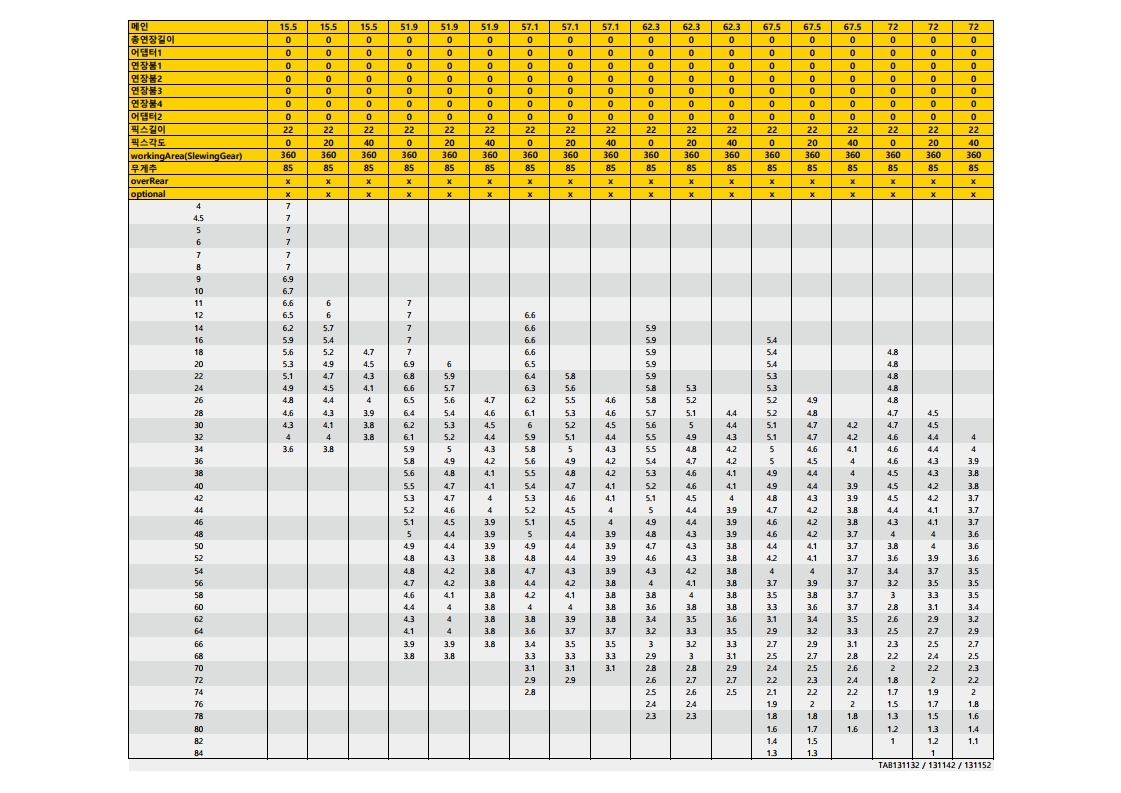 메인 15.5 15.5 15.5 51.9 51.9 51.9 57.1 57.1 57.1 62.3 62.3 62.3 67.5 67.5 67.5 72 72 72
총연장길이 0 0 0 0 0 0 0 0 0 0 0 0 0 0 0 0 0 0
어댑터1 0 0 0 0 0 0 0 0 0 0 0 0 0 0 0 0 0 0
연장붐1 0 0 0 0 0 0 0 0 0 0 0 0 0 0 0 0 0 0
연장붐2 0 0 0 0 0 0 0 0 0 0 0 0 0 0 0 0 0 0
연장붐3 0 0 0 0 0 0 0 0 0 0 0 0 0 0 0 0 0 0
연장붐4 0 0 0 0 0 0 0 0 0 0 0 0 0 0 0 0 0 0
어댑터2 0 0 0 0 0 0 0 0 0 0 0 0 0 0 0 0 0 0
픽스길이 22 22 22 22 22 22 22 22 22 22 22 22 22 22 22 22 22 22
픽스각도 0 20 40 0 20 40 0 20 40 0 20 40 0 20 40 0 20 40
workingArea(SlewingGear) 360 360 360 360 360 360 360 360 360 360 360 360 360 360 360 360 360 360
무게추 85 85 85 85 85 85 85 85 85 85 85 85 85 85 85 85 85 85
overRear x x x x x x x x x x x x x x x x x x
optional x x x x x x x x x x x x x x x x x x
4 7
4.5 7
5 7
6 7
7 7
8 7
9 6.9
10 6.7
11 6.6 6 7
12 6.5 6 7 6.6
14 6.2 5.7 7 6.6 5.9
16 5.9 5.4 7 6.6 5.9 5.4
18 5.6 5.2 4.7 7 6.6 5.9 5.4 4.8
20 5.3 4.9 4.5 6.9 6 6.5 5.9 5.4 4.8
22 5.1 4.7 4.3 6.8 5.9 6.4 5.8 5.9 5.3 4.8
24 4.9 4.5 4.1 6.6 5.7 6.3 5.6 5.8 5.3 5.3 4.8
26 4.8 4.4 4 6.5 5.6 4.7 6.2 5.5 4.6 5.8 5.2 5.2 4.9 4.8
28 4.6 4.3 3.9 6.4 5.4 4.6 6.1 5.3 4.6 5.7 5.1 4.4 5.2 4.8 4.7 4.5
30 4.3 4.1 3.8 6.2 5.3 4.5 6 5.2 4.5 5.6 5 4.4 5.1 4.7 4.2 4.7 4.5
32 4 4 3.8 6.1 5.2 4.4 5.9 5.1 4.4 5.5 4.9 4.3 5.1 4.7 4.2 4.6 4.4 4
34 3.6 3.8 5.9 5 4.3 5.8 5 4.3 5.5 4.8 4.2 5 4.6 4.1 4.6 4.4 4
36 5.8 4.9 4.2 5.6 4.9 4.2 5.4 4.7 4.2 5 4.5 4 4.6 4.3 3.9
38 5.6 4.8 4.1 5.5 4.8 4.2 5.3 4.6 4.1 4.9 4.4 4 4.5 4.3 3.8
40 5.5 4.7 4.1 5.4 4.7 4.1 5.2 4.6 4.1 4.9 4.4 3.9 4.5 4.2 3.8
42 5.3 4.7 4 5.3 4.6 4.1 5.1 4.5 4 4.8 4.3 3.9 4.5 4.2 3.7
44 5.2 4.6 4 5.2 4.5 4 5 4.4 3.9 4.7 4.2 3.8 4.4 4.1 3.7
46 5.1 4.5 3.9 5.1 4.5 4 4.9 4.4 3.9 4.6 4.2 3.8 4.3 4.1 3.7
48 5 4.4 3.9 5 4.4 3.9 4.8 4.3 3.9 4.6 4.2 3.7 4 4 3.6
50 4.9 4.4 3.9 4.9 4.4 3.9 4.7 4.3 3.8 4.4 4.1 3.7 3.8 4 3.6
52 4.8 4.3 3.8 4.8 4.4 3.9 4.6 4.3 3.8 4.2 4.1 3.7 3.6 3.9 3.6
54 4.8 4.2 3.8 4.7 4.3 3.9 4.3 4.2 3.8 4 4 3.7 3.4 3.7 3.5
56 4.7 4.2 3.8 4.4 4.2 3.8 4 4.1 3.8 3.7 3.9 3.7 3.2 3.5 3.5
58 4.6 4.1 3.8 4.2 4.1 3.8 3.8 4 3.8 3.5 3.8 3.7 3 3.3 3.5
60 4.4 4 3.8 4 4 3.8 3.6 3.8 3.8 3.3 3.6 3.7 2.8 3.1 3.4
62 4.3 4 3.8 3.8 3.9 3.8 3.4 3.5 3.6 3.1 3.4 3.5 2.6 2.9 3.2
64 4.1 4 3.8 3.6 3.7 3.7 3.2 3.3 3.5 2.9 3.2 3.3 2.5 2.7 2.9
66 3.9 3.9 3.8 3.4 3.5 3.5 3 3.2 3.3 2.7 2.9 3.1 2.3 2.5 2.7
68 3.8 3.8 3.3 3.3 3.3 2.9 3 3.1 2.5 2.7 2.8 2.2 2.4 2.5
70 3.1 3.1 3.1 2.8 2.8 2.9 2.4 2.5 2.6 2 2.2 2.3
72 2.9 2.9 2.6 2.7 2.7 2.2 2.3 2.4 1.8 2 2.2
74 2.8 2.5 2.6 2.5 2.1 2.2 2.2 1.7 1.9 2
76 2.4 2.4 1.9 2 2 1.5 1.7 1.8
78 2.3 2.3 1.8 1.8 1.8 1.3 1.5 1.6
80 1.6 1.7 1.6 1.2 1.3 1.4
82 1.4 1.5 1 1.2 1.1
84 1.3 1.3 1
TAB131132 / 131142 / 131152